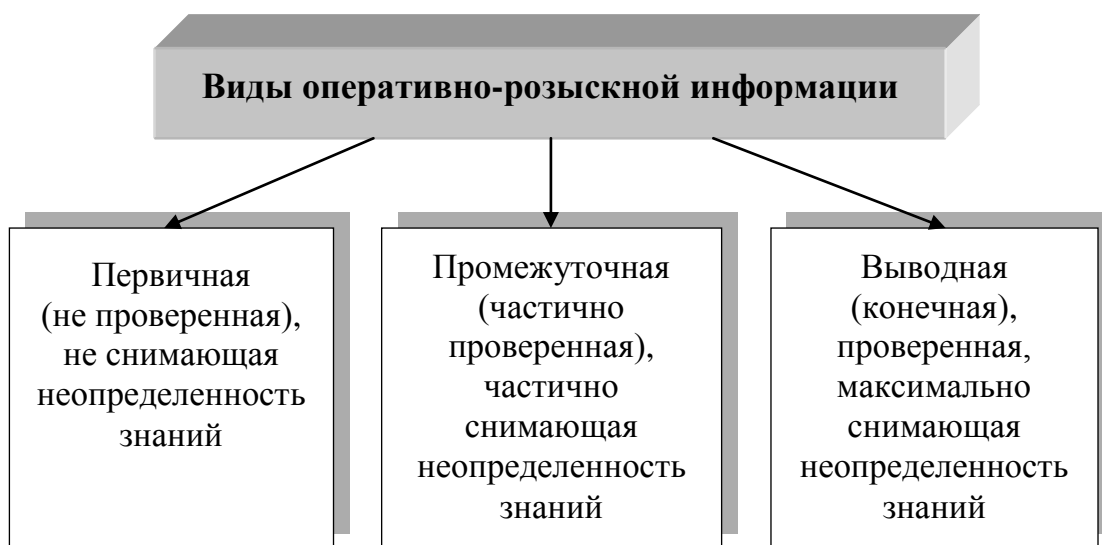 Виды оперативно-розыскной информации
Первичная
(не проверенная),
не снимающая
неопределенность
знаний
Промежуточная
(частично
проверенная),
частично
снимающая
неопределенность
знаний
Выводная
(конечная),
проверенная,
максимально
снимающая
неопределенность
знаний